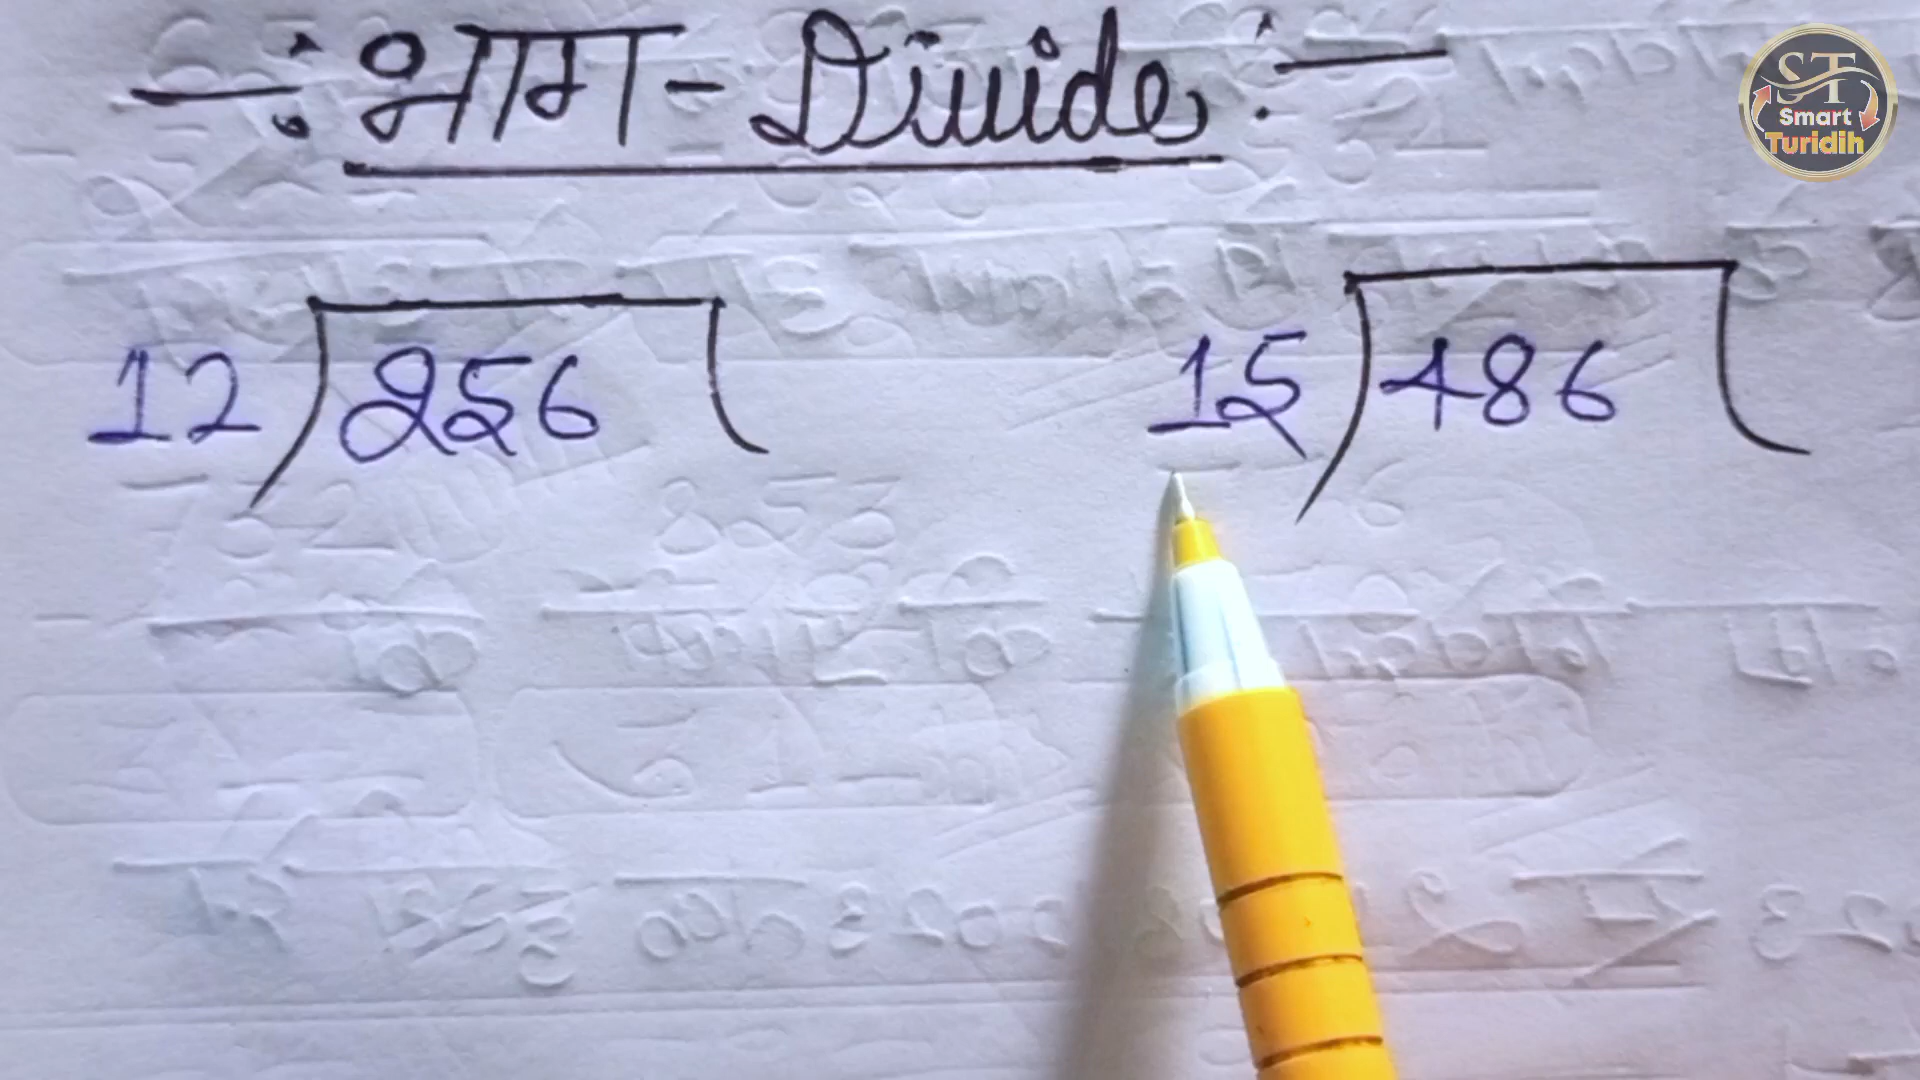 -: भाग - Divide :-
12) 256 (
15) 486 (
ST
Smart
Turidih